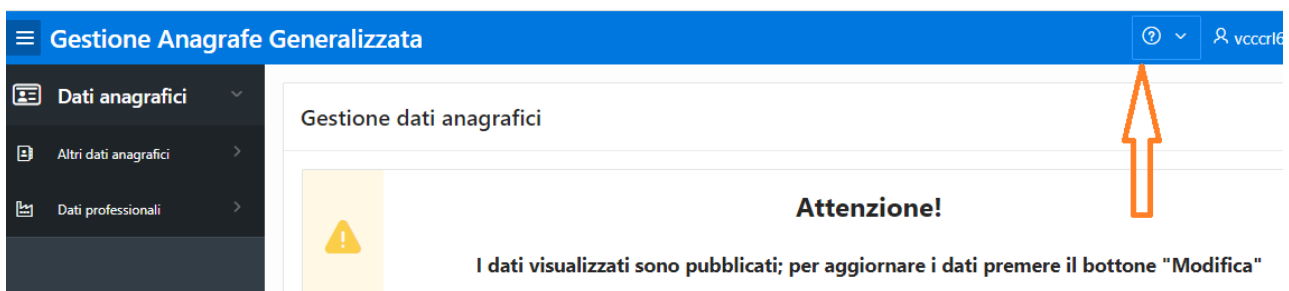 Gestione Anagrafe Generalizzata
vcccrl6
Dati anagrafici
Altri dati anagrafici
Dati professionali
Gestione dati anagrafici
Attenzione!
I dati visualizzati sono pubblicati; per aggiornare i dati premere il bottone "Modifica"